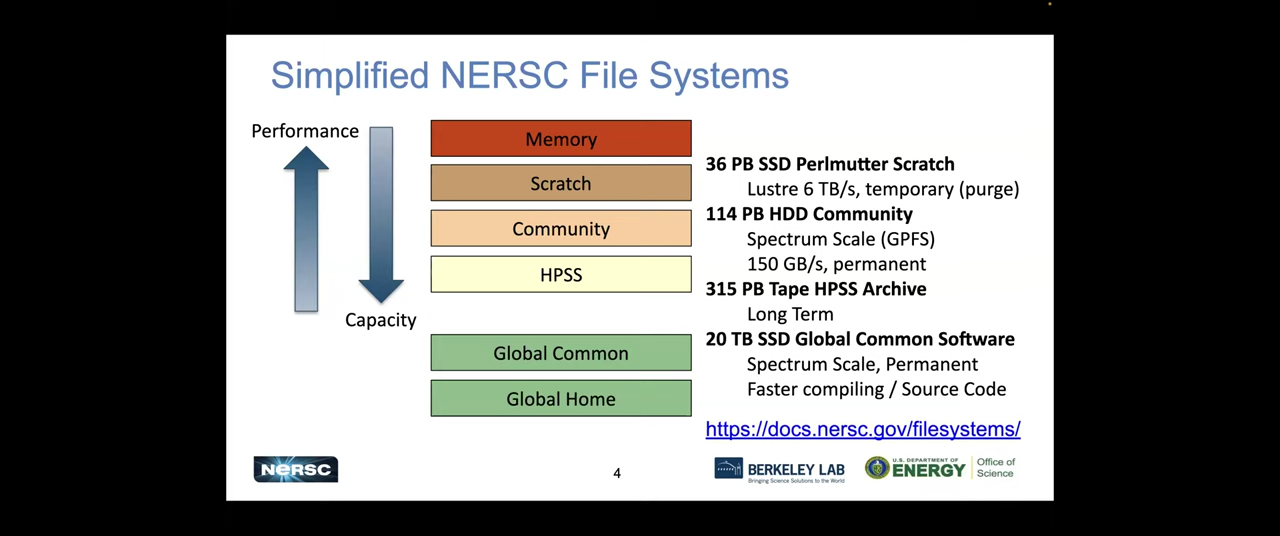 Simplified NERSC File Systems
Performance
Capacity
Memory
Scratch
Community
HPSS
Global Common
Global Home
36 PB SSD Perlmutter Scratch
Lustre 6 TB/s, temporary (purge)
114 PB HDD Community
Spectrum Scale (GPFS)
150 GB/s, permanent
315 PB Tape HPSS Archive
Long Term
20 TB SSD Global Common Software
Spectrum Scale, Permanent
Faster compiling / Source Code
https://docs.nersc.gov/filesystems/
NERSC
4
BERKELEY LAB
Bringing Science Solutions to the World
U.S. DEPARTMENT OF
ENERGY
Office of
Science